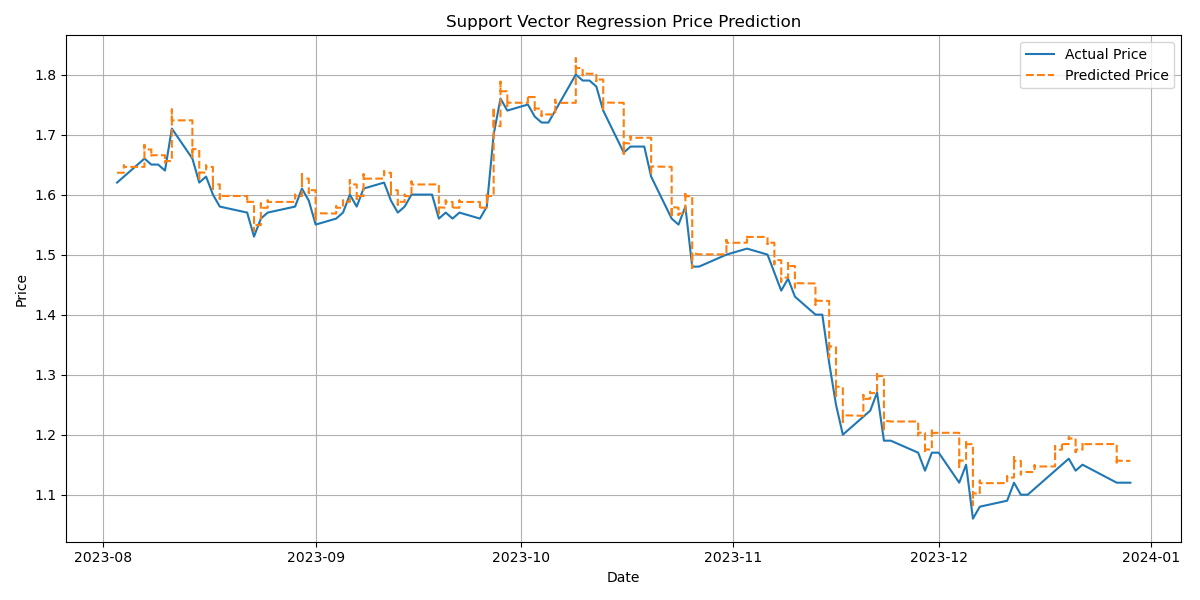 Support Vector Regression Price Prediction
Actual Price
Predicted Price
Price
1.8
1.7
1.6
1.5
1.4
1.3
1.2
1.1
2023-08
2023-09
2023-10
2023-11
2023-12
2024-01
Date